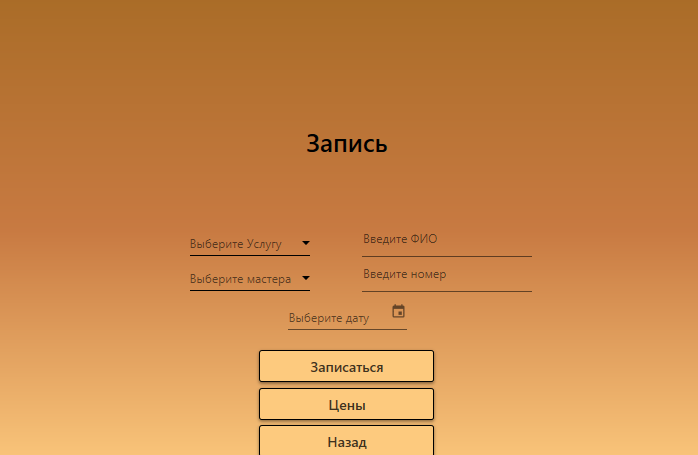 Запись
Выберите Услугу
Введите ФИО
Выберите мастера
Введите номер
Выберите дату
Записаться
Цены
Назад